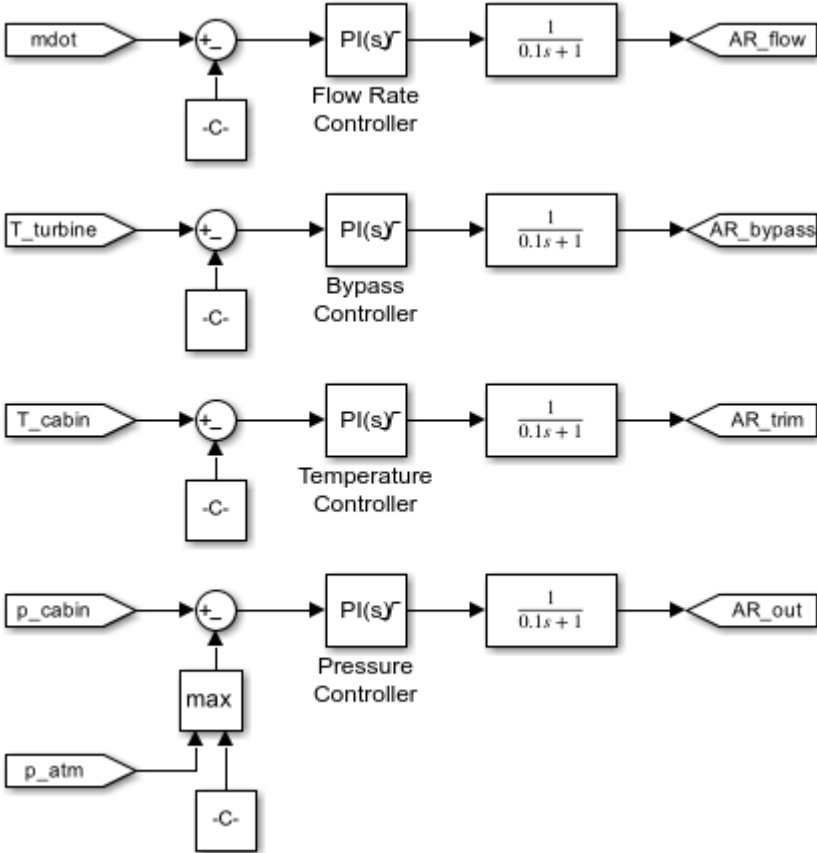 mdot
+
-
PI(s)
1
0.1s + 1
AR_flow
Flow Rate
Controller
-C-
T_turbine
+
-
PI(s)
1
0.1s + 1
AR_bypass
Bypass
Controller
-C-
T_cabin
+
-
PI(s)
1
0.1s + 1
AR_trim
Temperature
Controller
-C-
p_cabin
+
-
PI(s)
1
0.1s + 1
AR_out
Pressure
Controller
max
p_atm
-C-